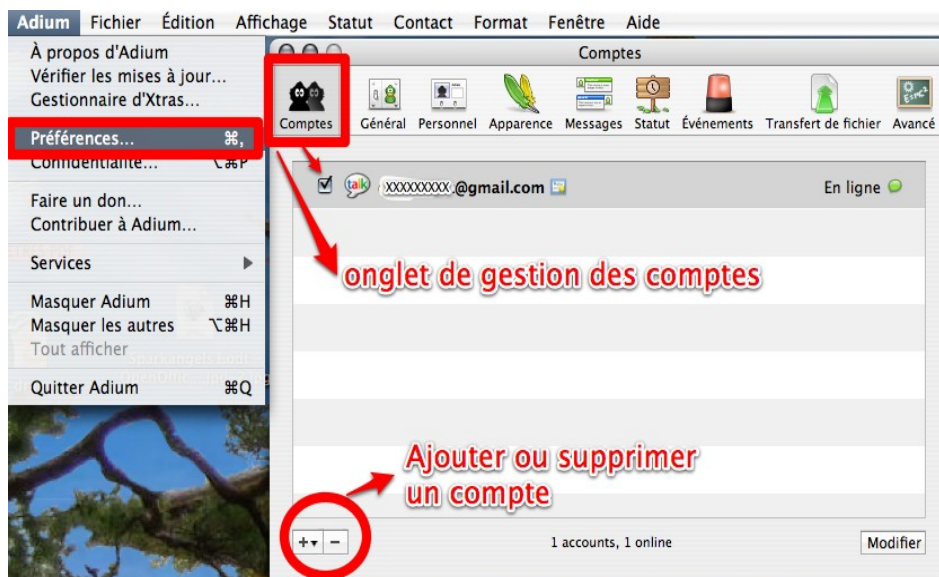 Adium Fichier Édition Affichage Statut Contact Format Fenêtre Aide
À propos d'Adium
Vérifier les mises à jour...
Gestionnaire d'Xtras...
Préférences... ⌘,
Confidentialité... ⌥⌘P
Faire un don...
Contribuer à Adium...
Services ▶
Masquer Adium ⌘H
Masquer les autres ⌥⌘H
Tout afficher
Quitter Adium ⌘Q
Comptes
Comptes Général Personnel Apparence Messages Statut Événements Transfert de fichier Avancé
talk XXXXXXXXX.@gmail.com En ligne
onglet de gestion des comptes
Ajouter ou supprimer
un compte
+▾ − 1 accounts, 1 online Modifier